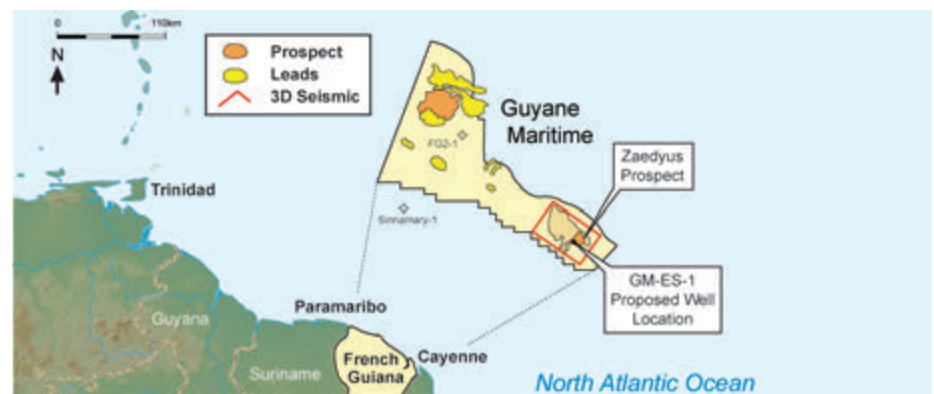 0
110km
N
Prospect
Leads
3D Seismic
Guyane
Maritime
FG2-1
Zaedyus
Prospect
Trinidad
Sinnamary-1
GM-ES-1
Proposed Well
Location
Paramaribo
Guyana
French
Guiana
Cayenne
Suriname
North Atlantic Ocean